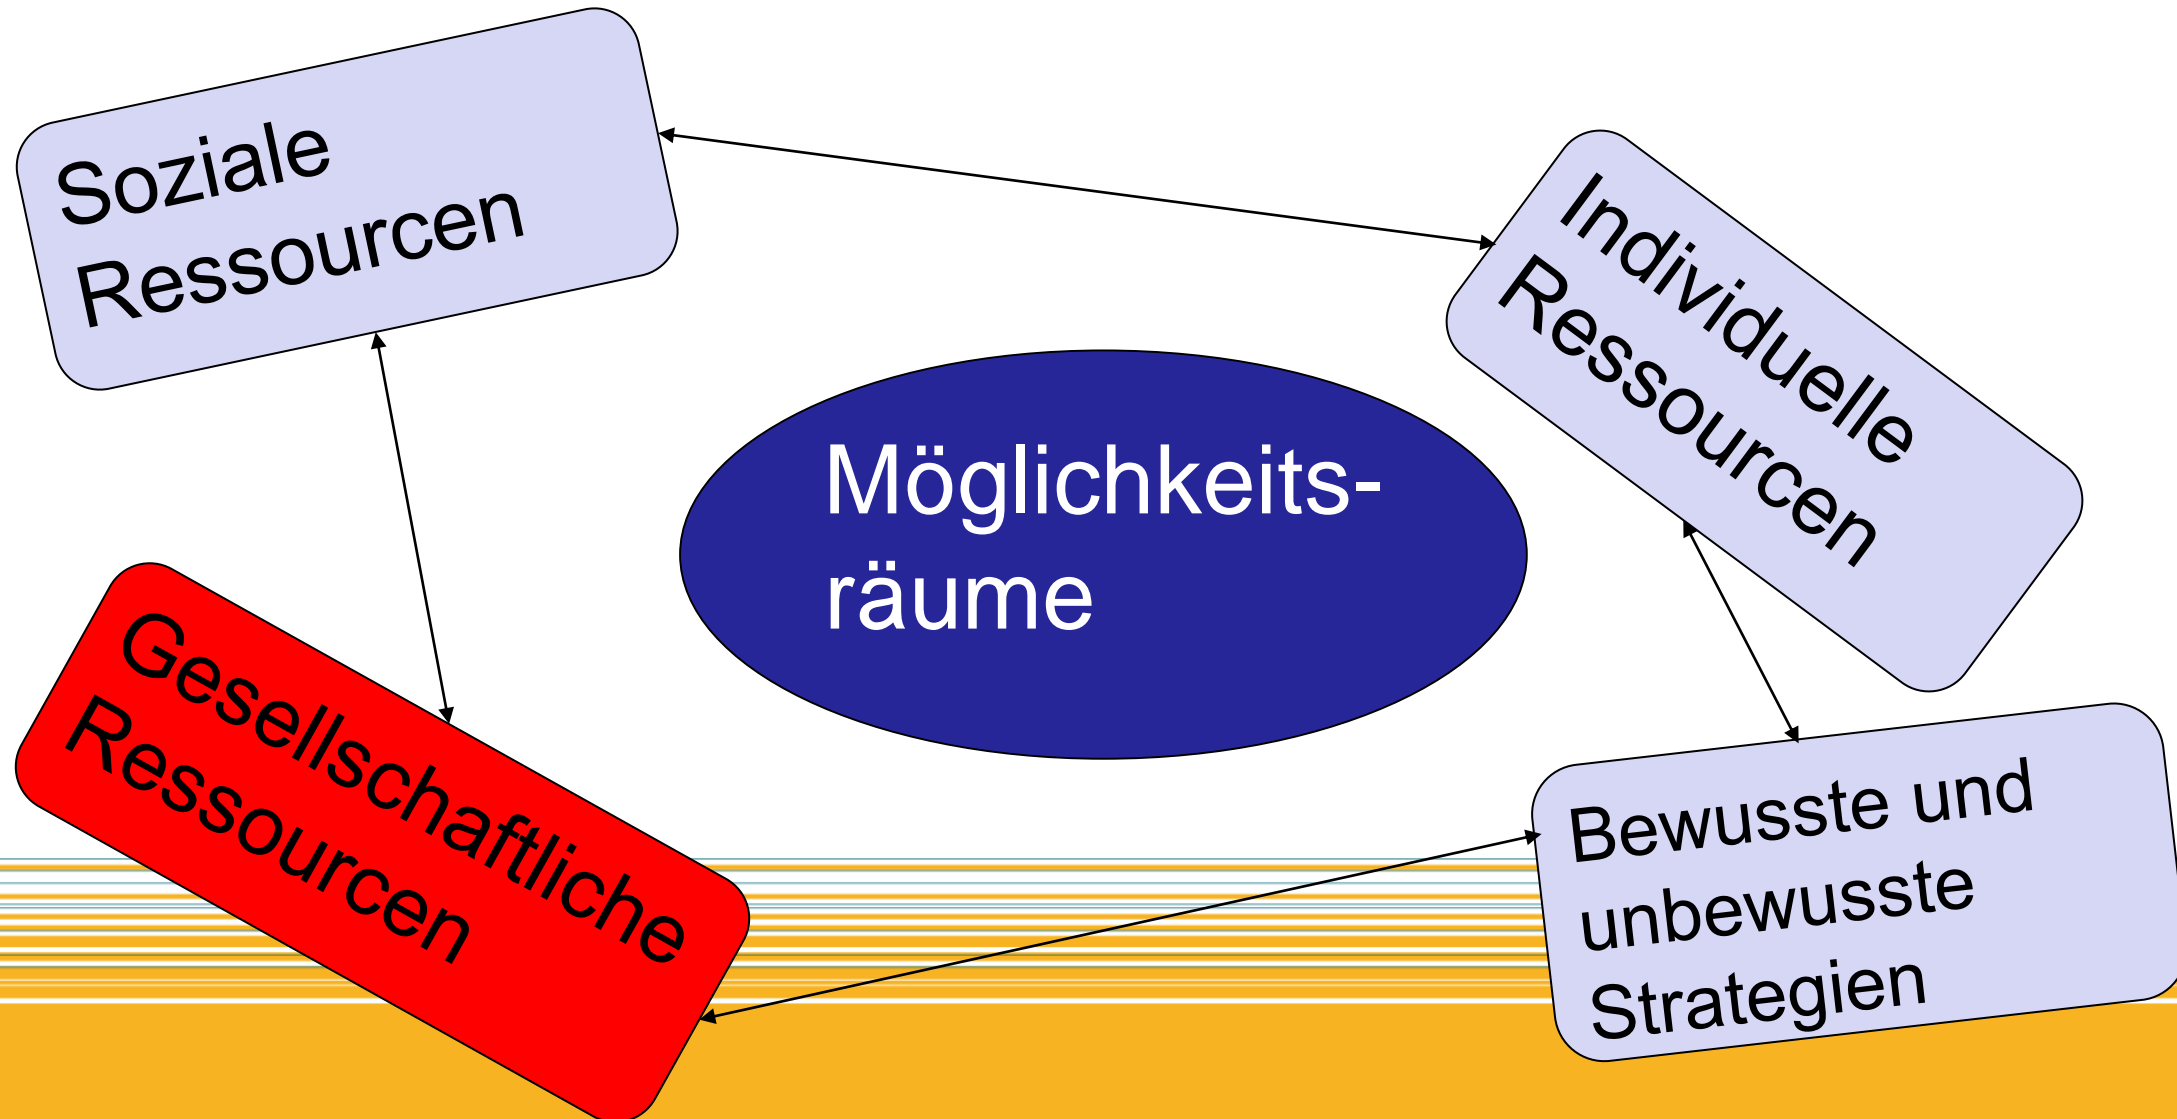 Soziale
Ressourcen
Individuelle
Ressourcen
Möglichkeits-
räume
Gesellschaftliche
Ressourcen
Bewusste und
unbewusste
Strategien